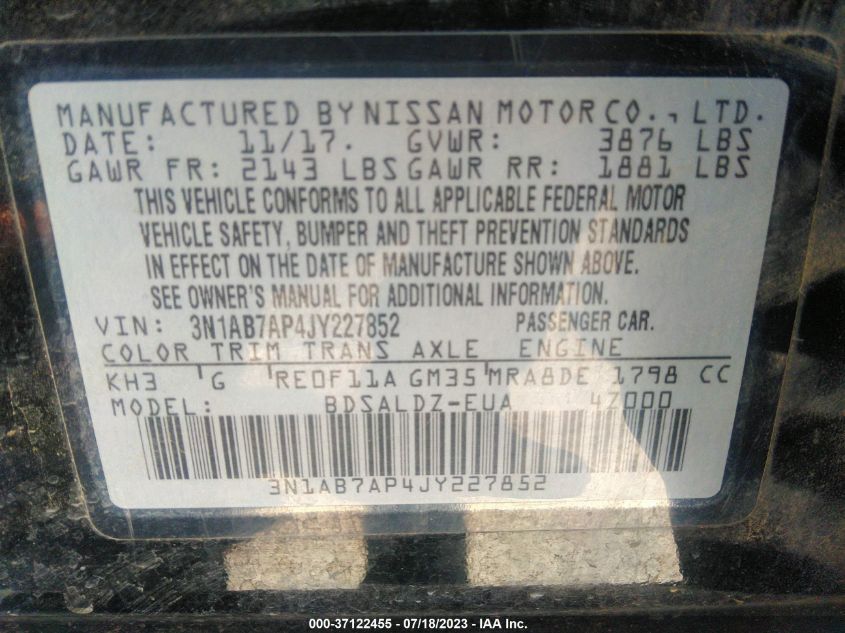 MANUFACTURED BY NISSAN MOTOR CO., LTD.
DATE: 11/17. GVWR: 3876 LBS
GAWR FR: 2143 LBS GAWR RR: 1881 LBS
THIS VEHICLE CONFORMS TO ALL APPLICABLE FEDERAL MOTOR
VEHICLE SAFETY, BUMPER AND THEFT PREVENTION STANDARDS
IN EFFECT ON THE DATE OF MANUFACTURE SHOWN ABOVE.
SEE OWNER'S MANUAL FOR ADDITIONAL INFORMATION.
VIN: 3N1AB7AP4JY227852 PASSENGER CAR.
COLOR TRIM TRANS AXLE ENGINE
KH3 G RE0F11A GM35 MRA8DE 1798 CC
MODEL: BDSALDZ-EUA 47000
3N1AB7AP4JY227852
000-37122455 - 07/18/2023 - IAA Inc.